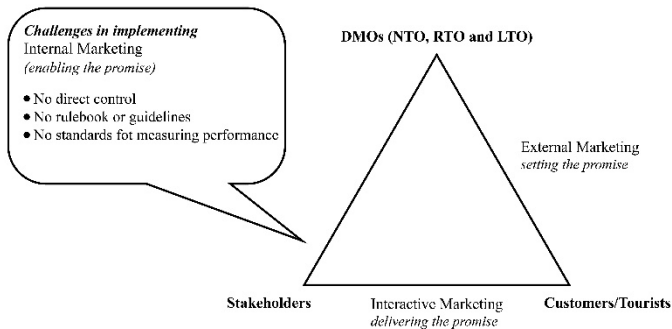 Challenges in implementing
Internal Marketing
(enabling the promise)
● No direct control
● No rulebook or guidelines
● No standards fot measuring performance
DMOs (NTO, RTO and LTO)
External Marketing
setting the promise
Stakeholders
Interactive Marketing
delivering the promise
Customers/Tourists